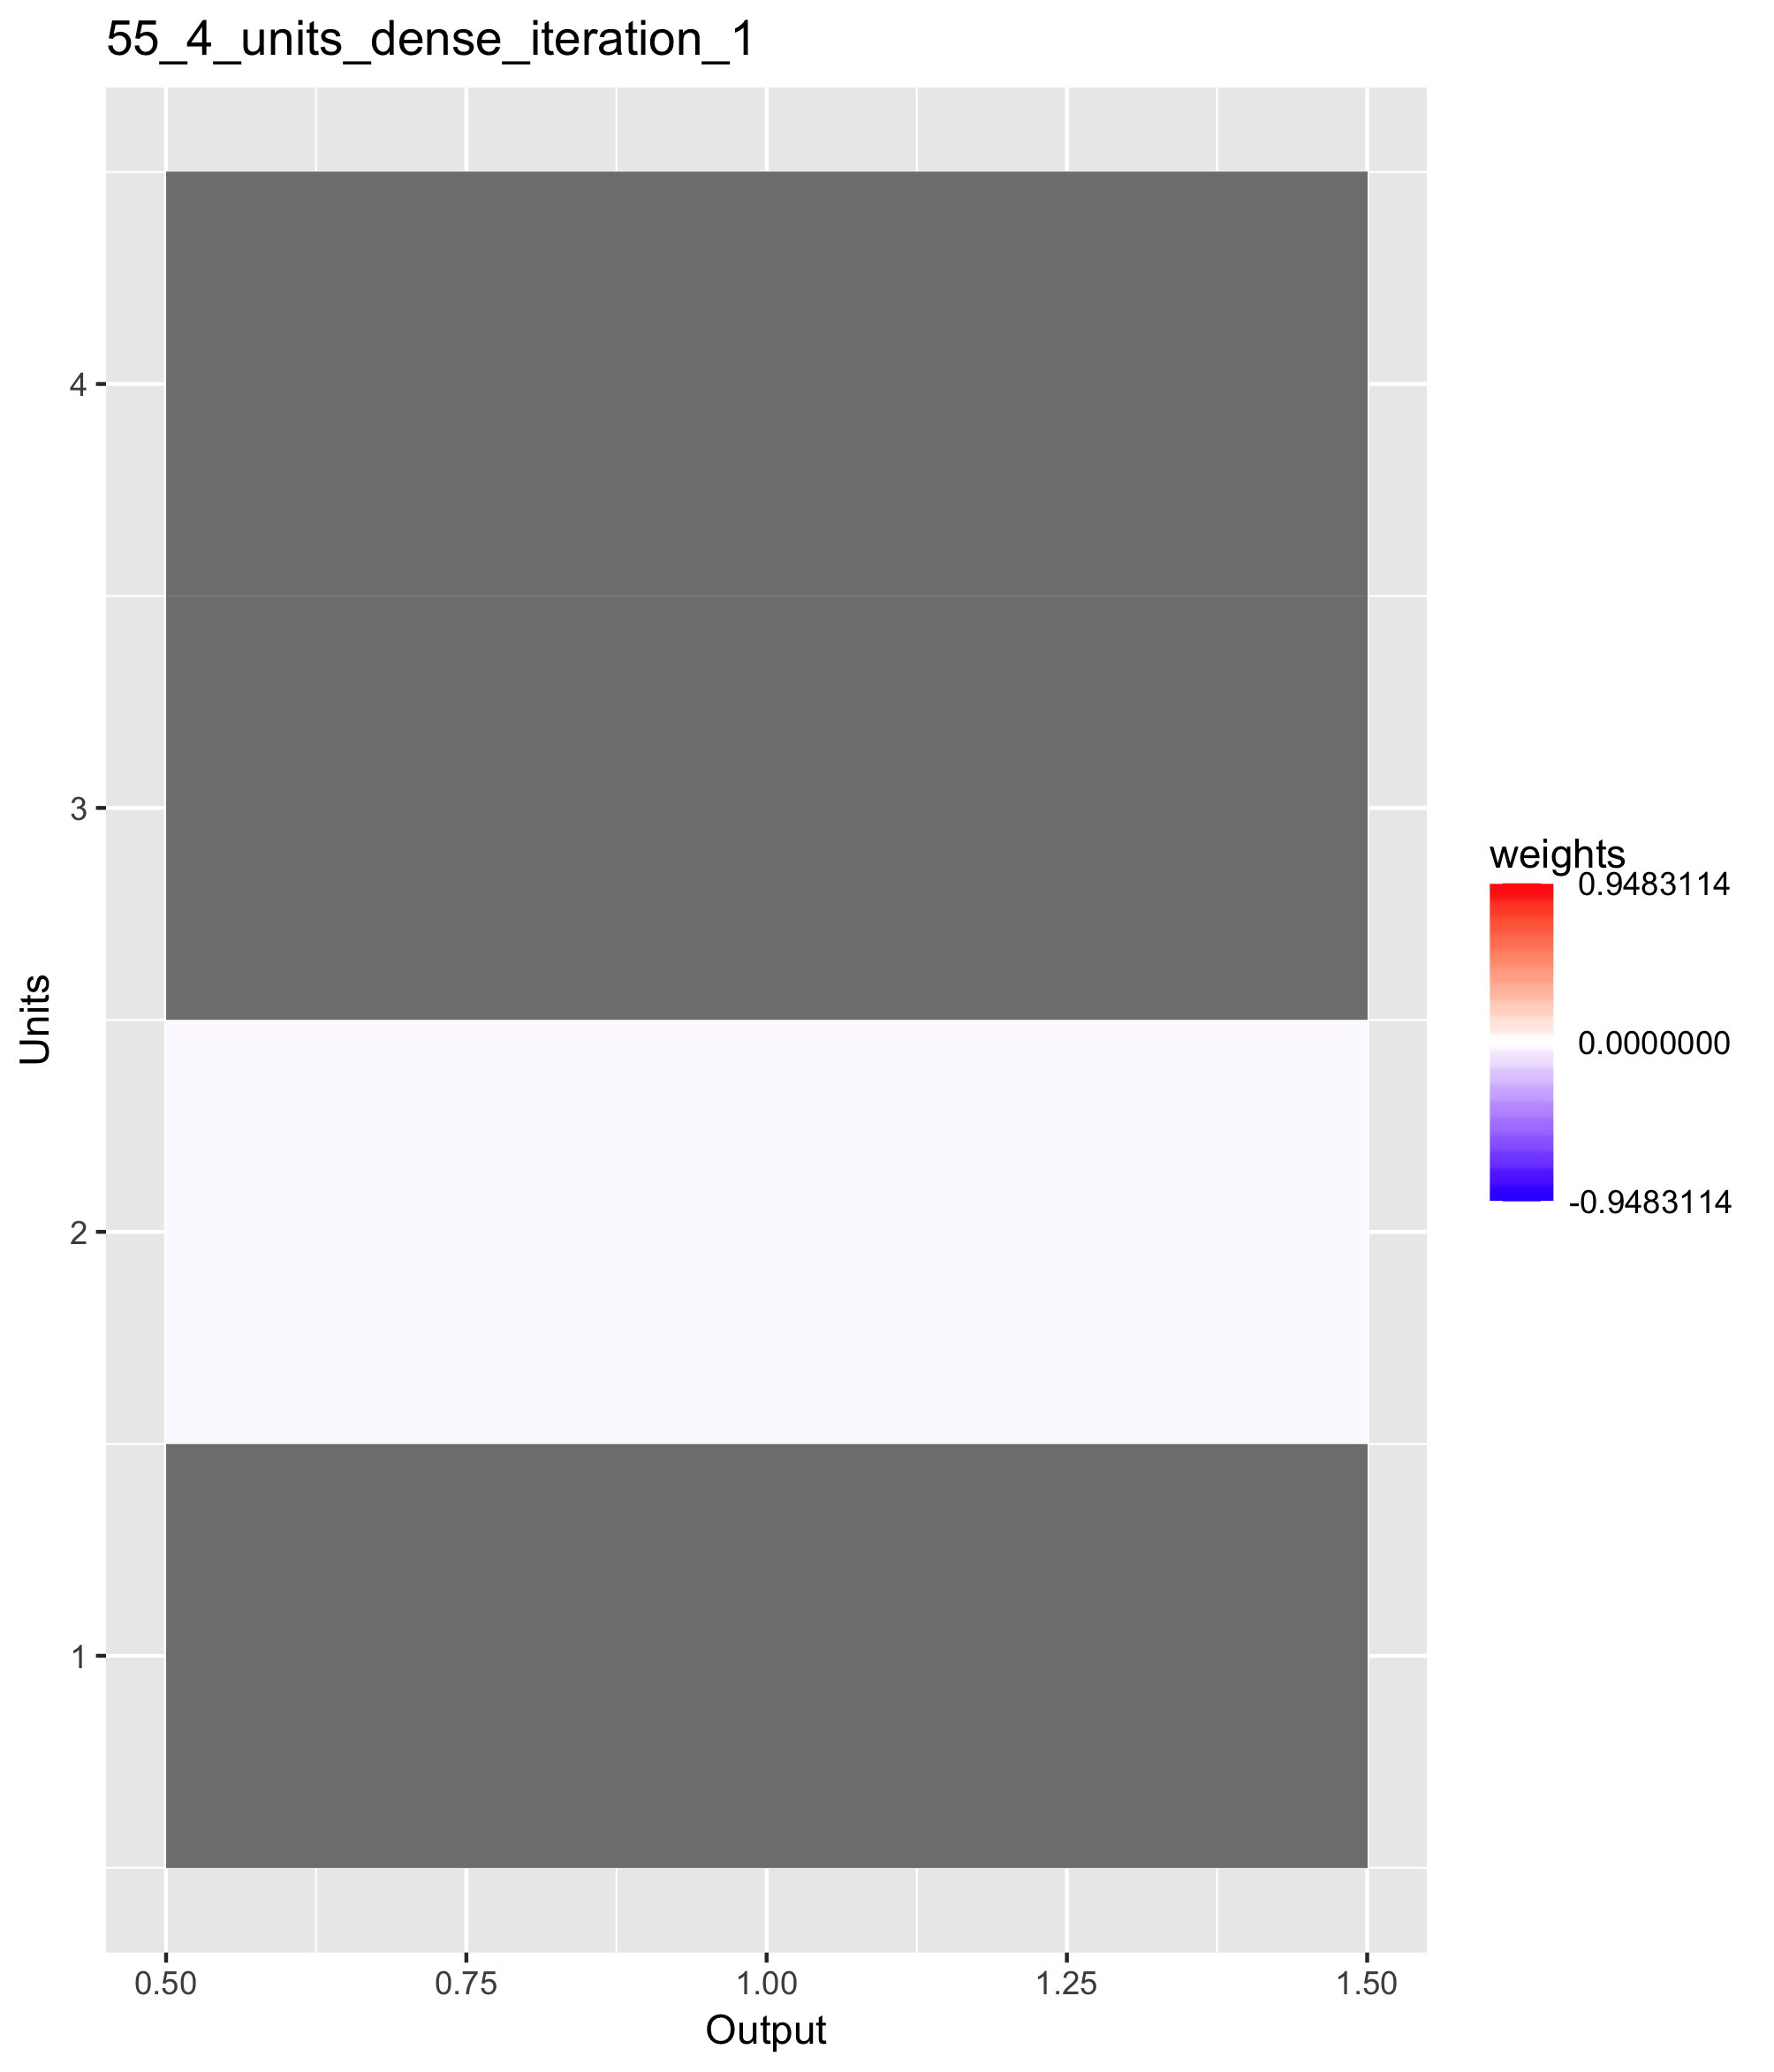 55_4_units_dense_iteration_1
4
3
2
1
Units
0.50 0.75 1.00 1.25 1.50
Output
weights
0.9483114
0.0000000
-0.9483114